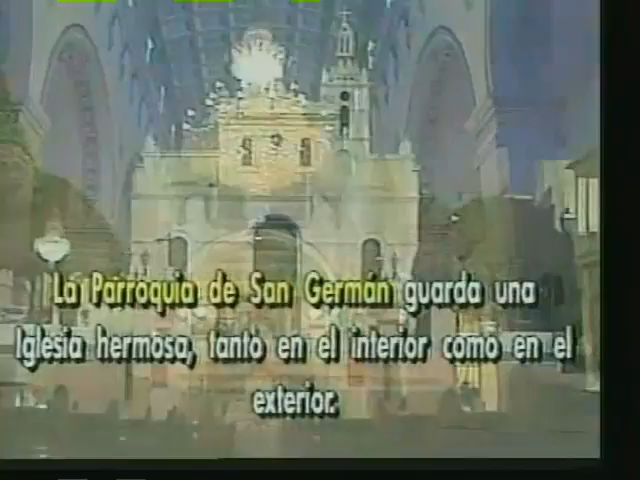 La Parroquia de San Germán guarda una
Iglesia hermosa, tanto en el interior como en el
exterior.